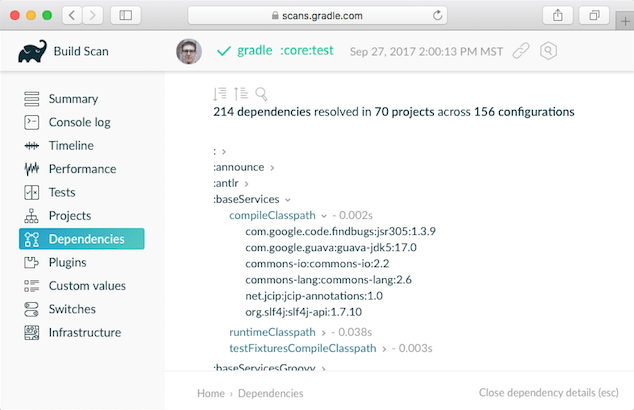 scans.gradle.com
Build Scan
gradle :core:test
Sep 27, 2017 2:00:13 PM MST
Summary
Console log
Timeline
Performance
Tests
Projects
Dependencies
Plugins
Custom values
Switches
Infrastructure
214 dependencies resolved in 70 projects across 156 configurations
: ›
:announce ›
:antlr ›
:baseServices
compileClasspath - 0.002s
com.google.code.findbugs:jsr305:1.3.9
com.google.guava:guava-jdk5:17.0
commons-io:commons-io:2.2
commons-lang:commons-lang:2.6
net.jcip:jcip-annotations:1.0
org.slf4j:slf4j-api:1.7.10
runtimeClasspath › - 0.038s
testFixturesCompileClasspath › - 0.003s
:baseServicesGroovy ›
Home › Dependencies
Close dependency details (esc)